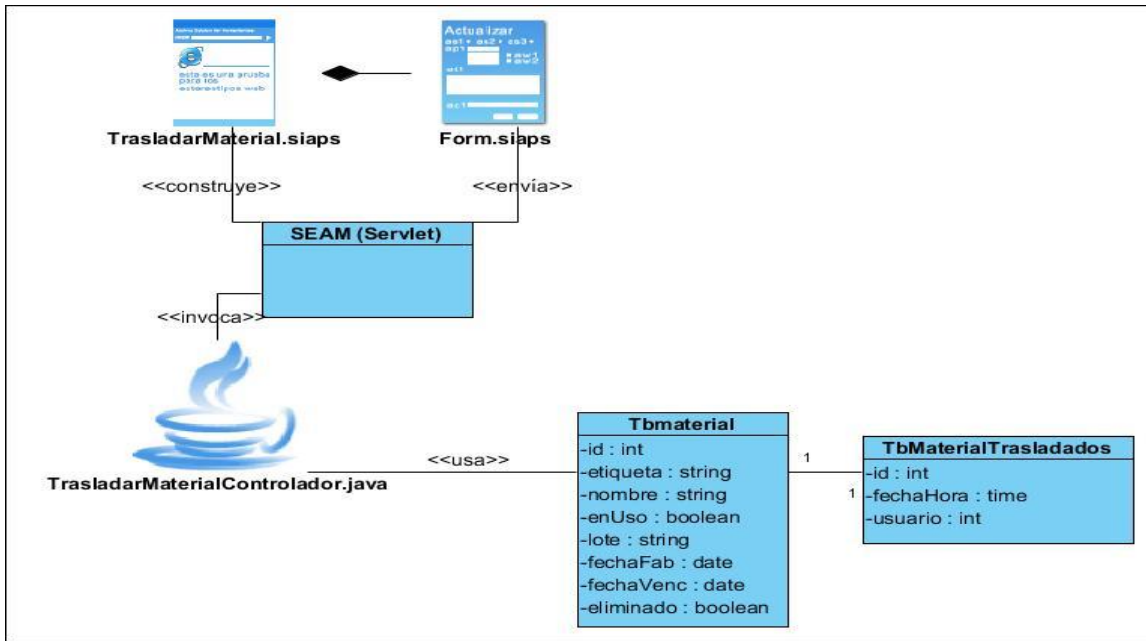 esta es una prueba
para los
estereotipos web
Actualizar
TrasladarMaterial.siaps
Form.siaps
<<construye>>
<<envía>>
SEAM (Servlet)
<<invoca>>
TrasladarMaterialControlador.java
<<usa>>
Tbmaterial
-id : int
-etiqueta : string
-nombre : string
-enUso : boolean
-lote : string
-fechaFab : date
-fechaVenc : date
-eliminado : boolean
1
1
TbMaterialTrasladados
-id : int
-fechaHora : time
-usuario : int